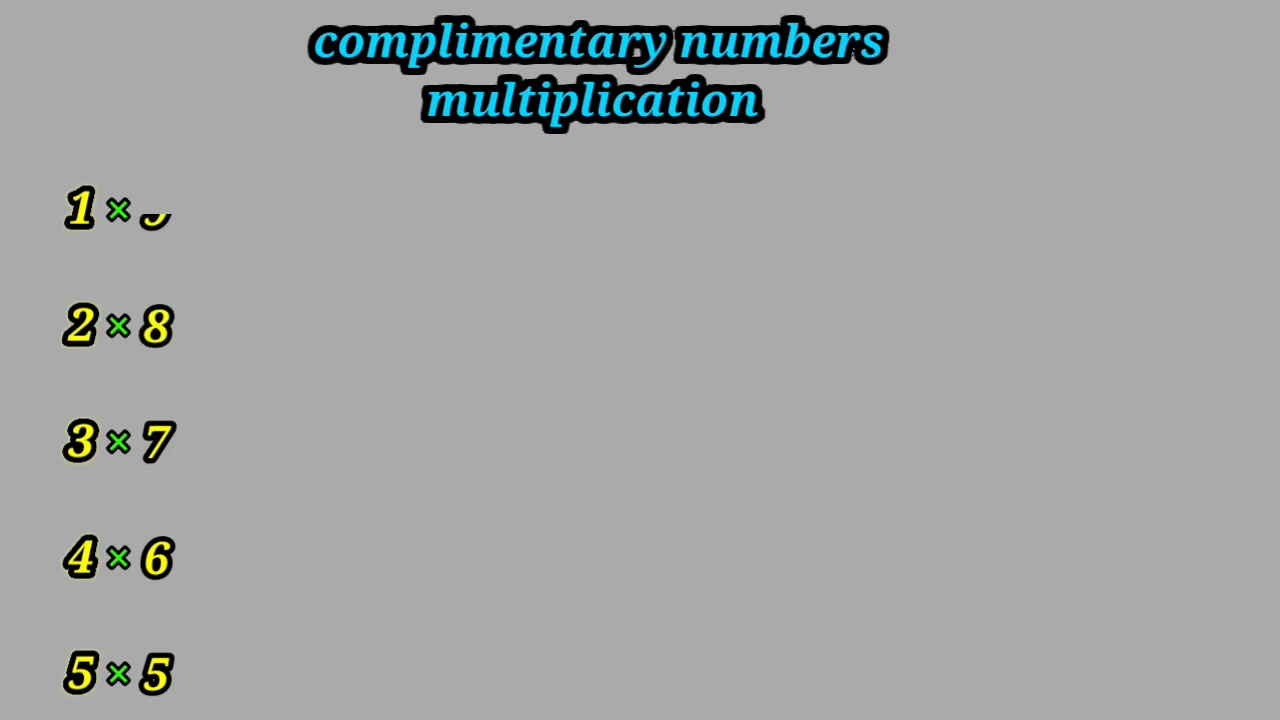 complimentary numbers
multiplication
1 ×
2 × 8
3 × 7
4 × 6
5 × 5